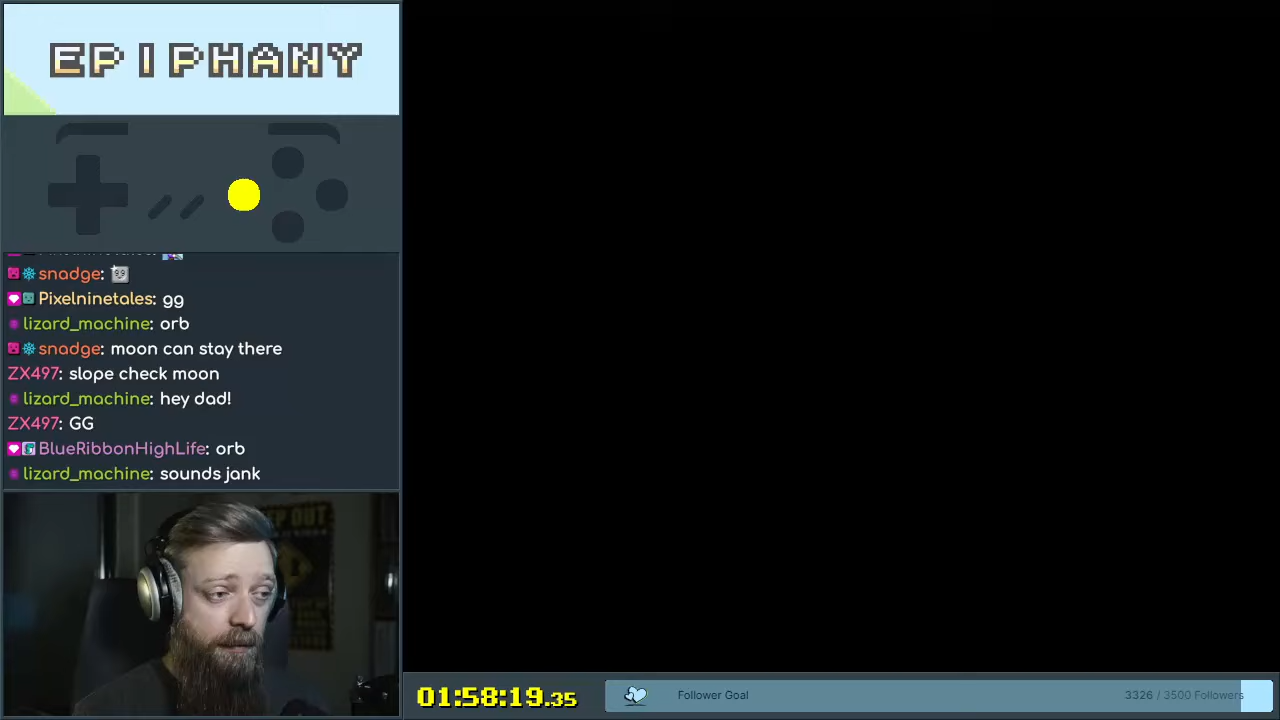 EPIPHANY
snadge:
Pixelninetales: gg
lizard_machine: orb
snadge: moon can stay there
ZX497: slope check moon
lizard_machine: hey dad!
ZX497: GG
BlueRibbonHighLife: orb
lizard_machine: sounds jank
01:58:19.35
Follower Goal
3326 / 3500 Followers